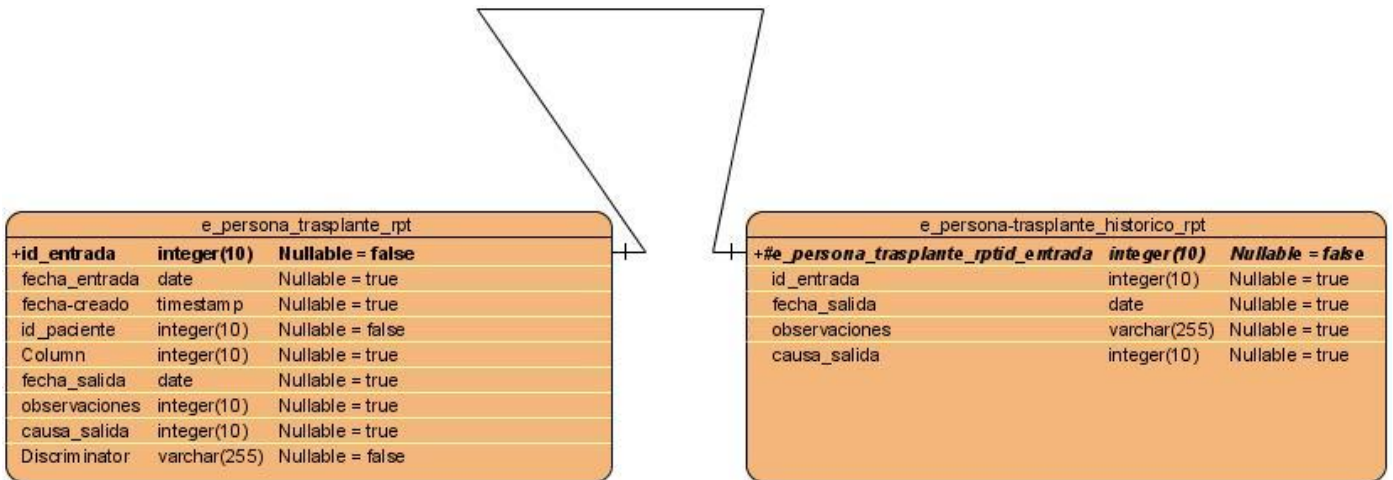 e_persona_trasplante_rpt
+id_entrada integer(10) Nullable = false
fecha_entrada date Nullable = true
fecha-creado timestamp Nullable = true
id_paciente integer(10) Nullable = false
Column integer(10) Nullable = true
fecha_salida date Nullable = true
observaciones integer(10) Nullable = true
causa_salida integer(10) Nullable = true
Discriminator varchar(255) Nullable = false
e_persona-trasplante_historico_rpt
+#e_persona_trasplante_rptid_entrada integer(10) Nullable = false
id_entrada integer(10) Nullable = true
fecha_salida date Nullable = true
observaciones varchar(255) Nullable = true
causa_salida integer(10) Nullable = true